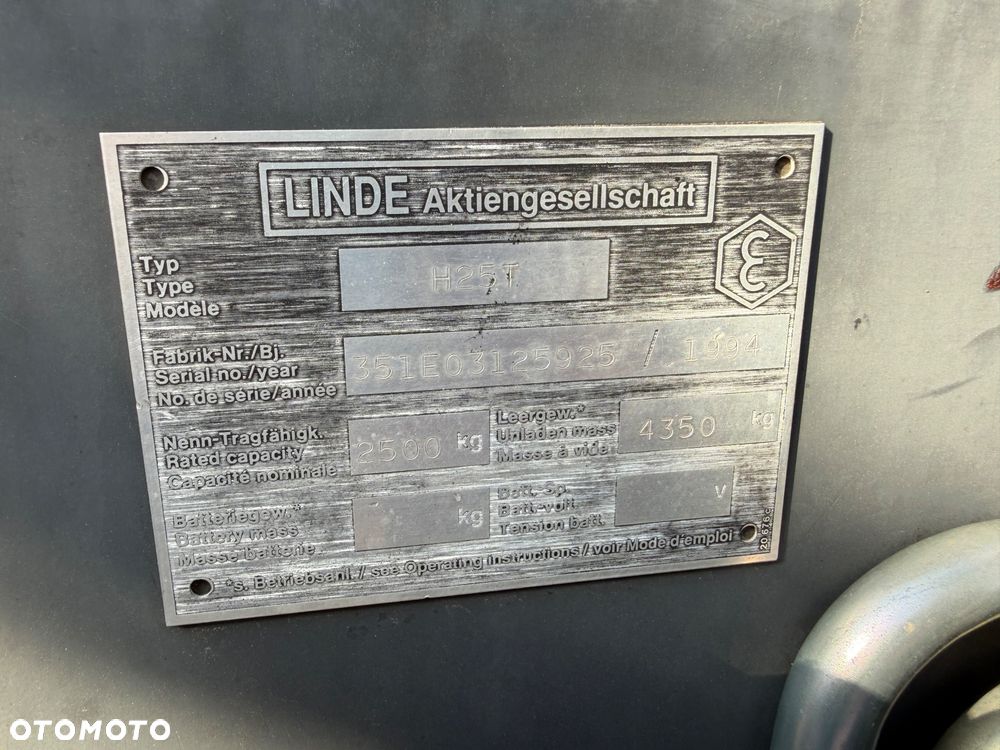 LINDE Aktiengesellschaft
Typ
Type
Modèle
H25T
Fabrik-Nr./Bj.
Serial no./year
No. de série/année
351E03125925 / 1994
Nenn-Tragfähigk.
Rated capacity
Capacité nominale
2500 kg
Leergew.*
Unladen mass
Masse à vide
4350 kg
Batteriegew.*
Battery mass
Masse batterie
kg
Batt. Sp.
Batt.-volt.
Tension batt.
V
*s. Betriebsanl. / see Operating instructions / voir Mode d'emploi
OTOMOTO